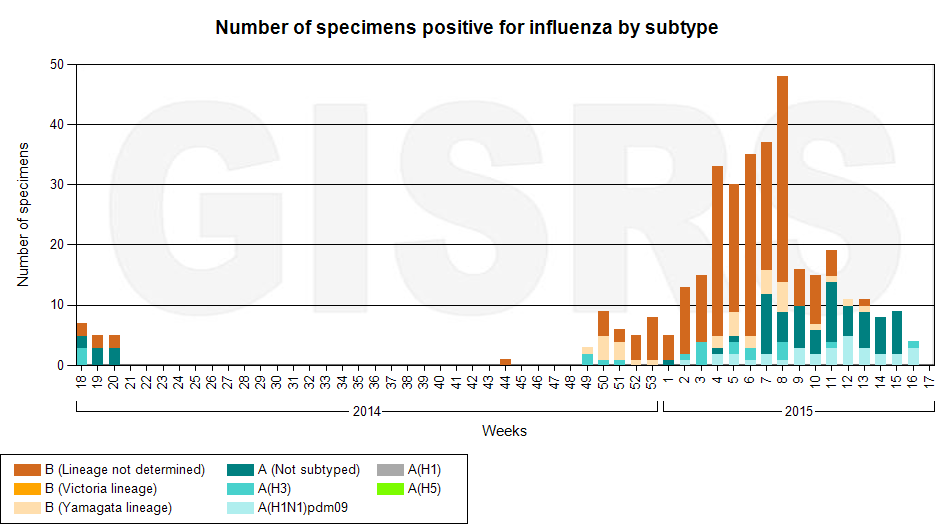 Number of specimens positive for influenza by subtype
GISRS
Number of specimens
50
40
30
20
10
0
18 19 20 21 22 23 24 25 26 27 28 29 30 31 32 33 34 35 36 37 38 39 40 41 42 43 44 45 46 47 48 49 50 51 52 53 1 2 3 4 5 6 7 8 9 10 11 12 13 14 15 16 17
2014 2015
Weeks
B (Lineage not determined) A (Not subtyped) A(H1)
B (Victoria lineage) A(H3) A(H5)
B (Yamagata lineage) A(H1N1)pdm09